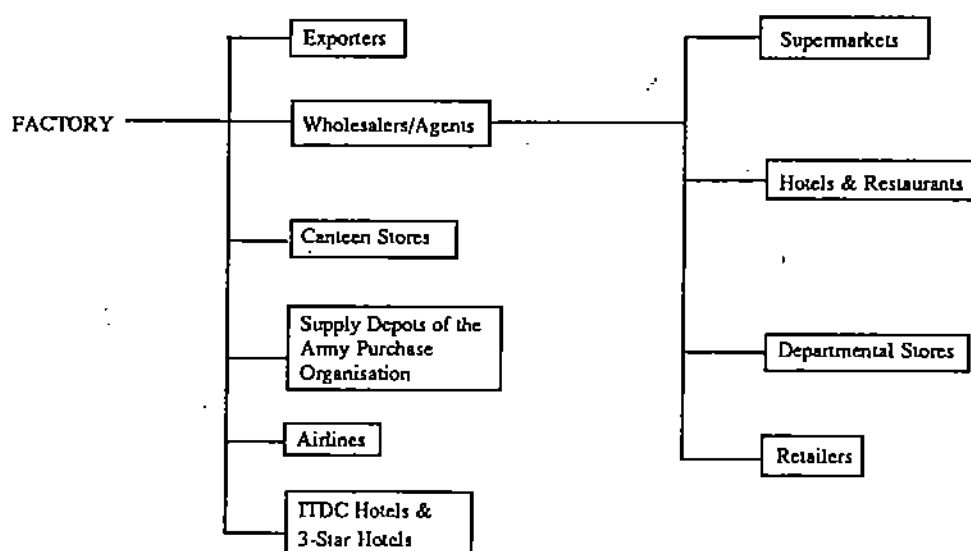 FACTORY
Exporters
Wholesalers/Agents
Canteen Stores
Supply Depots of the
Army Purchase
Organisation
Airlines
ITDC Hotels &
3-Star Hotels
Supermarkets
Hotels & Restaurants
Departmental Stores
Retailers